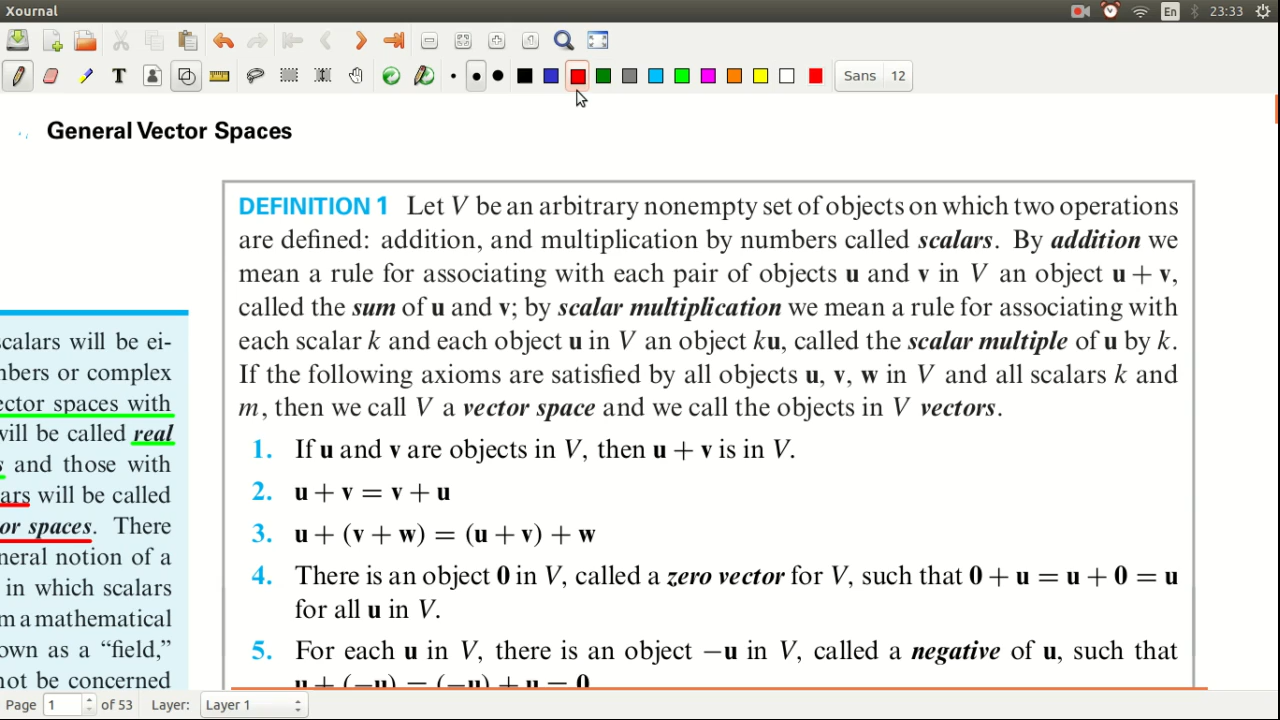 Xournal
En
23:33
T
Sans 12
General Vector Spaces
DEFINITION 1 Let V be an arbitrary nonempty set of objects on which two operations
are defined: addition, and multiplication by numbers called scalars. By addition we
mean a rule for associating with each pair of objects u and v in V an object u + v,
called the sum of u and v; by scalar multiplication we mean a rule for associating with
each scalar k and each object u in V an object ku, called the scalar multiple of u by k.
If the following axioms are satisfied by all objects u, v, w in V and all scalars k and
m, then we call V a vector space and we call the objects in V vectors.
1. If u and v are objects in V, then u + v is in V.
2. u + v = v + u
3. u + (v + w) = (u + v) + w
4. There is an object 0 in V, called a zero vector for V, such that 0 + u = u + 0 = u
for all u in V.
5. For each u in V, there is an object −u in V, called a negative of u, such that
u + (−u) = (−u) + u = 0
scalars will be ei-
nbers or complex
ector spaces with
will be called real
s and those with
ars will be called
or spaces. There
neral notion of a
in which scalars
m a mathematical
own as a “field,”
not be concerned
Page 1 of 53 Layer: Layer 1